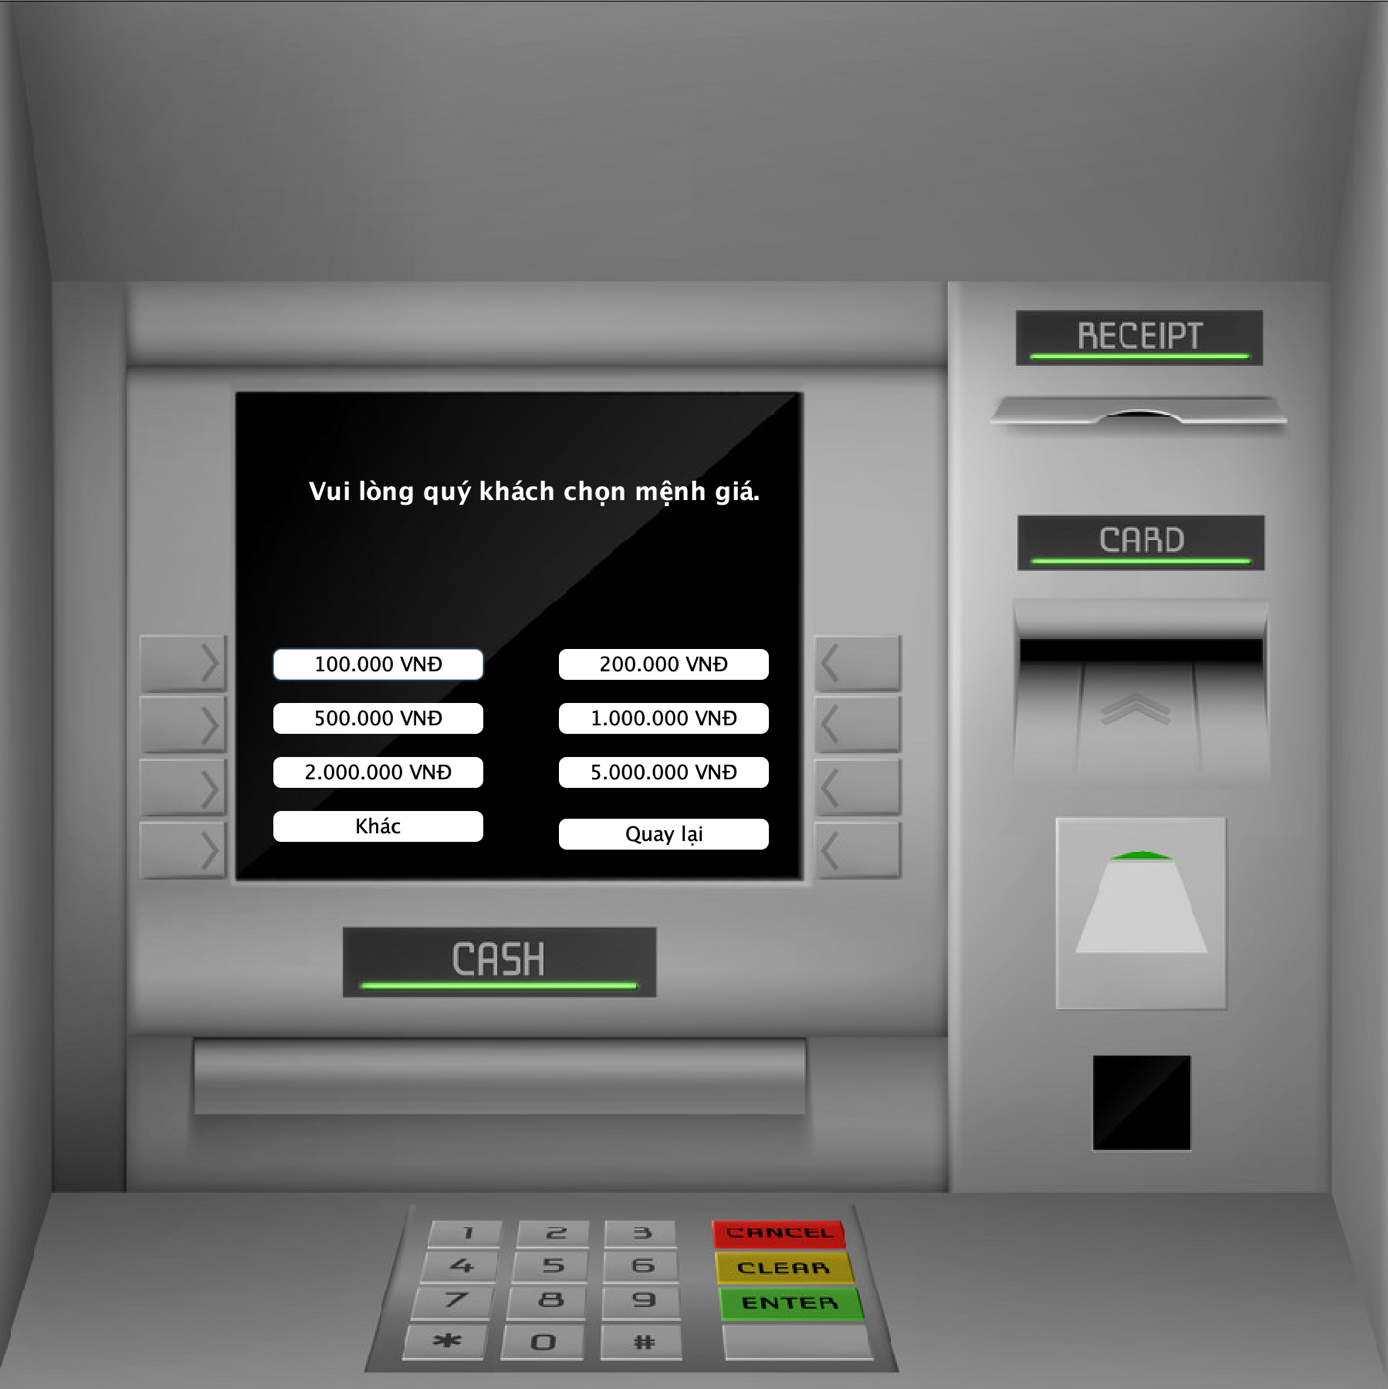 RECEIPT
Vui lòng quý khách chọn mệnh giá.
CARD
100.000 VNĐ
200.000 VNĐ
500.000 VNĐ
1.000.000 VNĐ
2.000.000 VNĐ
5.000.000 VNĐ
Khác
Quay lại
CASH
1 2 3 CANCEL
4 5 6 CLEAR
7 8 9 ENTER
* 0 #